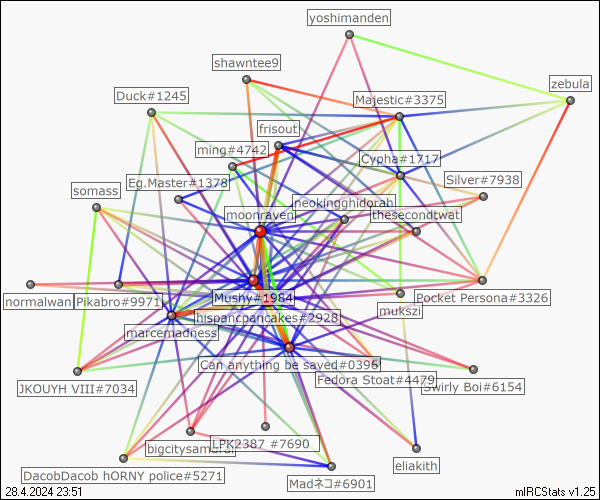 yoshimanden
shawntee9
zebula
Duck#1245
Majestic#3375
frisout
ming#4742
Cypha#1717
Eg.Master#1378
Silver#7938
somass
neokingghidorah
moonraven
thesecondtwat
normalwan
Pikabro#9971
Mushy#1984
Pocket Persona#3326
hispancpancakes#2928
mukszi
marcemadness
Can anything be saved#0396
Fedora Stoat#4479
JKOUYH VIII#7034
Swirly Boi#6154
LPK2387 #7690
bigcitysamurai
DacobDacob hORNY police#5271
eliakith
Madネコ#6901
28.4.2024 23:51
mIRCStats v1.25